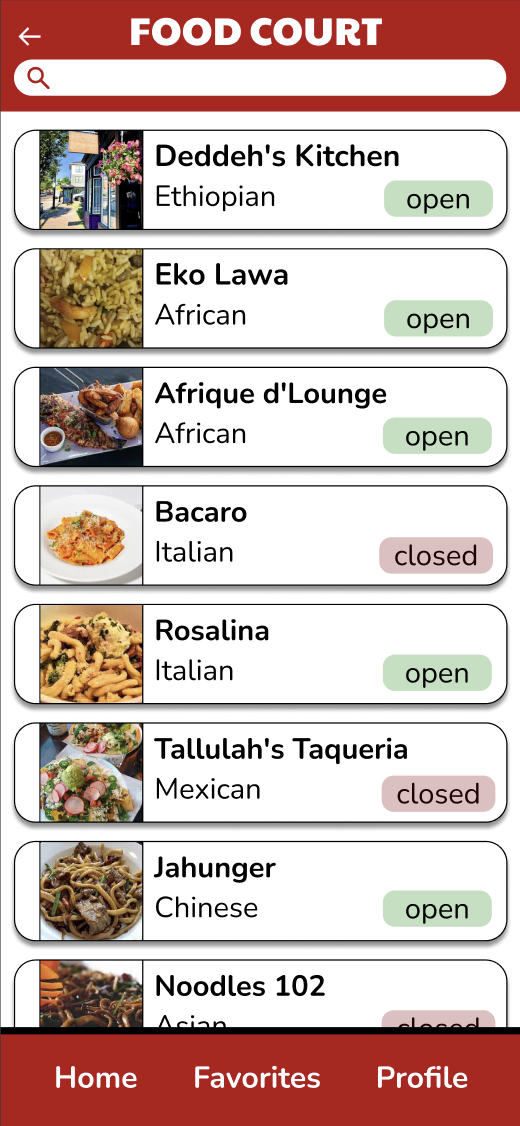 FOOD COURT
Deddeh's Kitchen
Ethiopian
open
Eko Lawa
African
open
Afrique d'Lounge
African
open
Bacaro
Italian
closed
Rosalina
Italian
open
Tallulah's Taqueria
Mexican
closed
Jahunger
Chinese
open
Noodles 102
Asian
closed
Home Favorites Profile